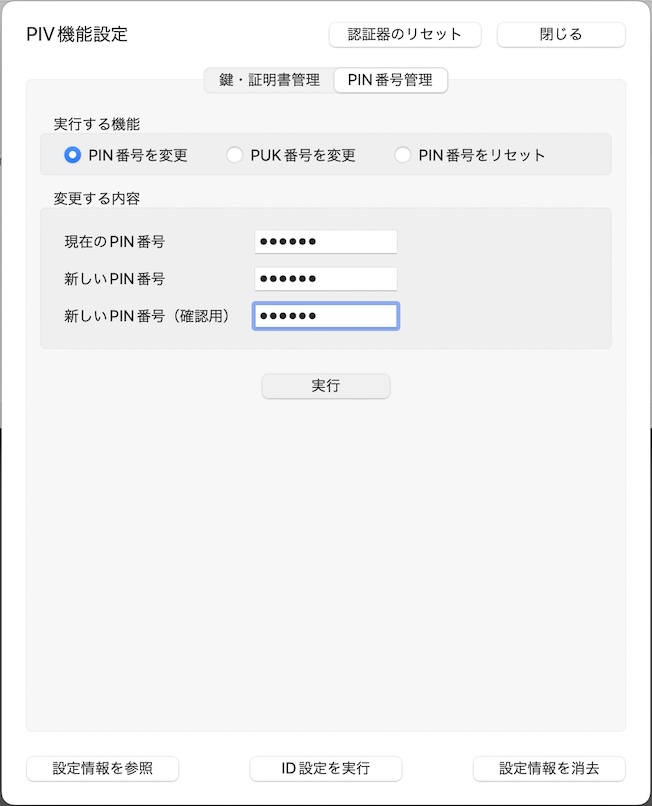 PIV機能設定 認証器のリセット 閉じる
鍵・証明書管理 PIN番号管理
実行する機能
PIN番号を変更 PUK番号を変更 PIN番号をリセット
変更する内容
現在のPIN番号 ●●●●●●
新しいPIN番号 ●●●●●●
新しいPIN番号（確認用） ●●●●●●
実行
設定情報を参照 ID設定を実行 設定情報を消去